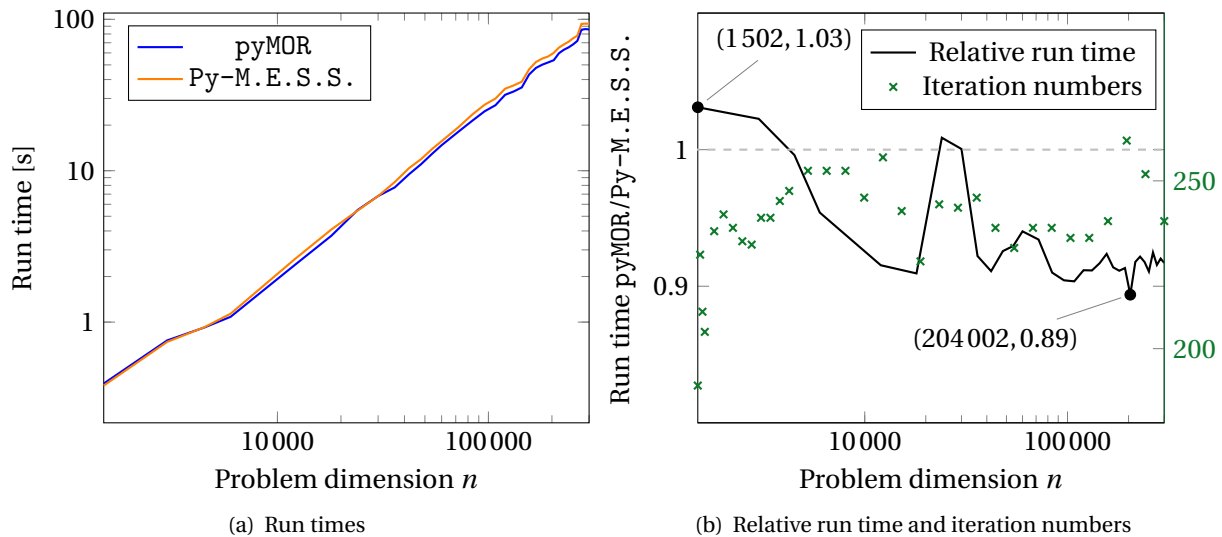 100
10
1
Run time [s]
pyMOR
Py-M.E.S.S.
10 000
100 000
Problem dimension n
(a) Run times
Run time pyMOR/Py-M.E.S.S.
1
0.9
(1 502, 1.03)
Relative run time
Iteration numbers
(204 002, 0.89)
250
200
10 000
100 000
Problem dimension n
(b) Relative run time and iteration numbers